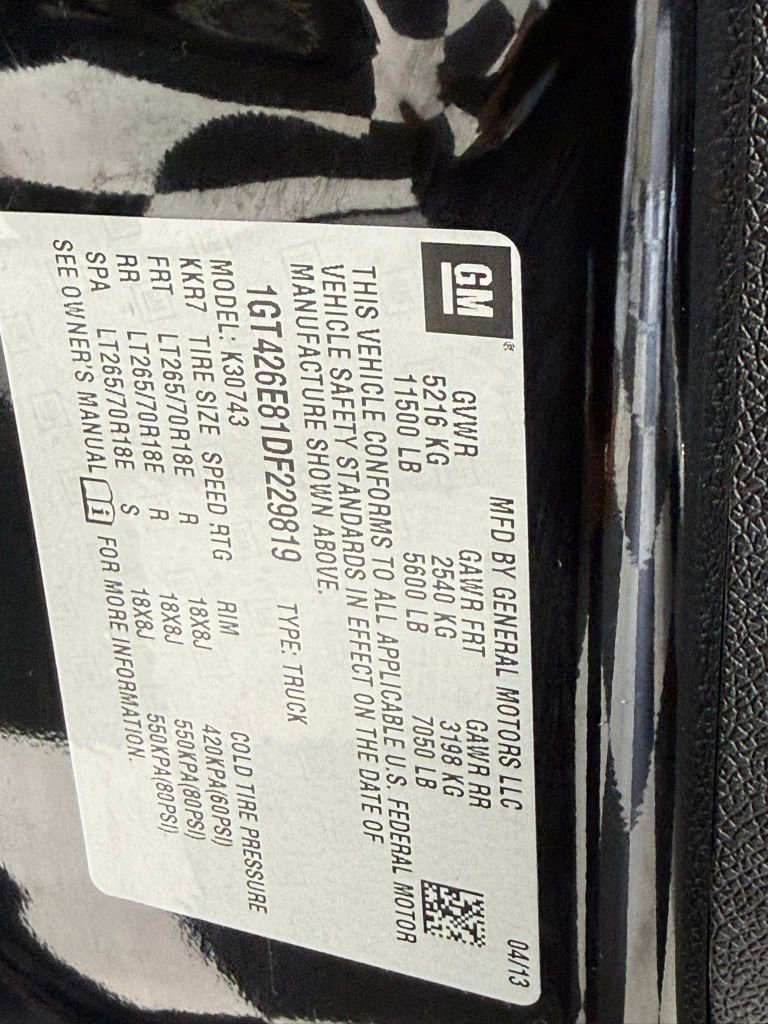 GM®
MFD BY GENERAL MOTORS LLC 04/13
GVWR GAWR FRT GAWR RR
5216 KG 2540 KG 3198 KG
11500 LB 5600 LB 7050 LB
THIS VEHICLE CONFORMS TO ALL APPLICABLE U.S. FEDERAL MOTOR
VEHICLE SAFETY STANDARDS IN EFFECT ON THE DATE OF
MANUFACTURE SHOWN ABOVE.
1GT426E81DF229819 TYPE: TRUCK
MODEL: K30743
KKR7 TIRE SIZE SPEED RTG RIM COLD TIRE PRESSURE
FRT LT265/70R18E R 18X8J 420KPA(60PSI)
RR LT265/70R18E R 18X8J 550KPA(80PSI)
SPA LT265/70R18E S 18X8J 550KPA(80PSI)
SEE OWNER'S MANUAL i FOR MORE INFORMATION.